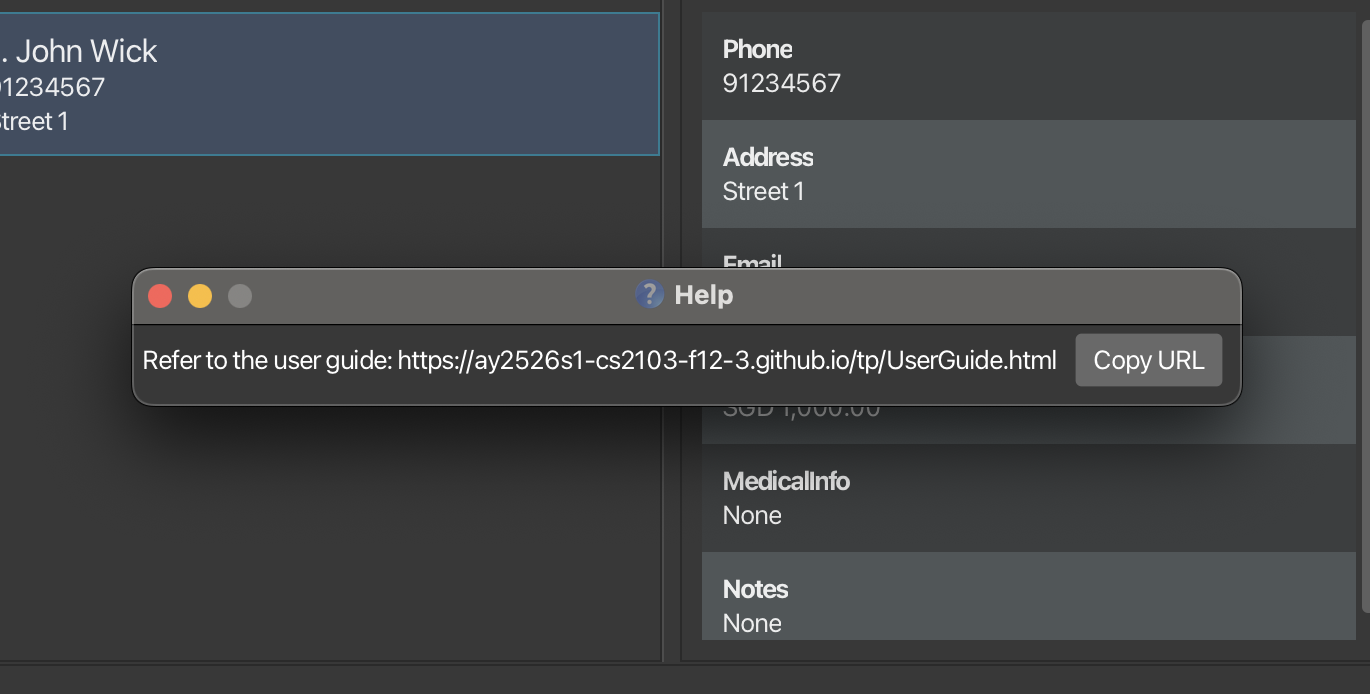 . John Wick
91234567
Street 1
Phone
91234567
Address
Street 1
Email
Help
Refer to the user guide: https://ay2526s1-cs2103-f12-3.github.io/tp/UserGuide.html
Copy URL
SGD 1,000.00
MedicalInfo
None
Notes
None